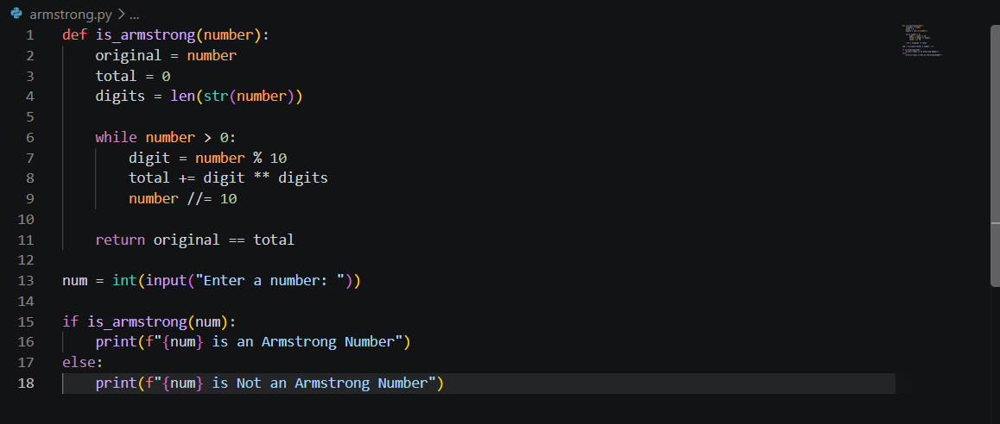 armstrong.py > ...
1 def is_armstrong(number):
2     original = number
3     total = 0
4     digits = len(str(number))
5
6     while number > 0:
7         digit = number % 10
8         total += digit ** digits
9         number //= 10
10
11     return original == total
12
13 num = int(input("Enter a number: "))
14
15 if is_armstrong(num):
16     print(f"{num} is an Armstrong Number")
17 else:
18     print(f"{num} is Not an Armstrong Number")